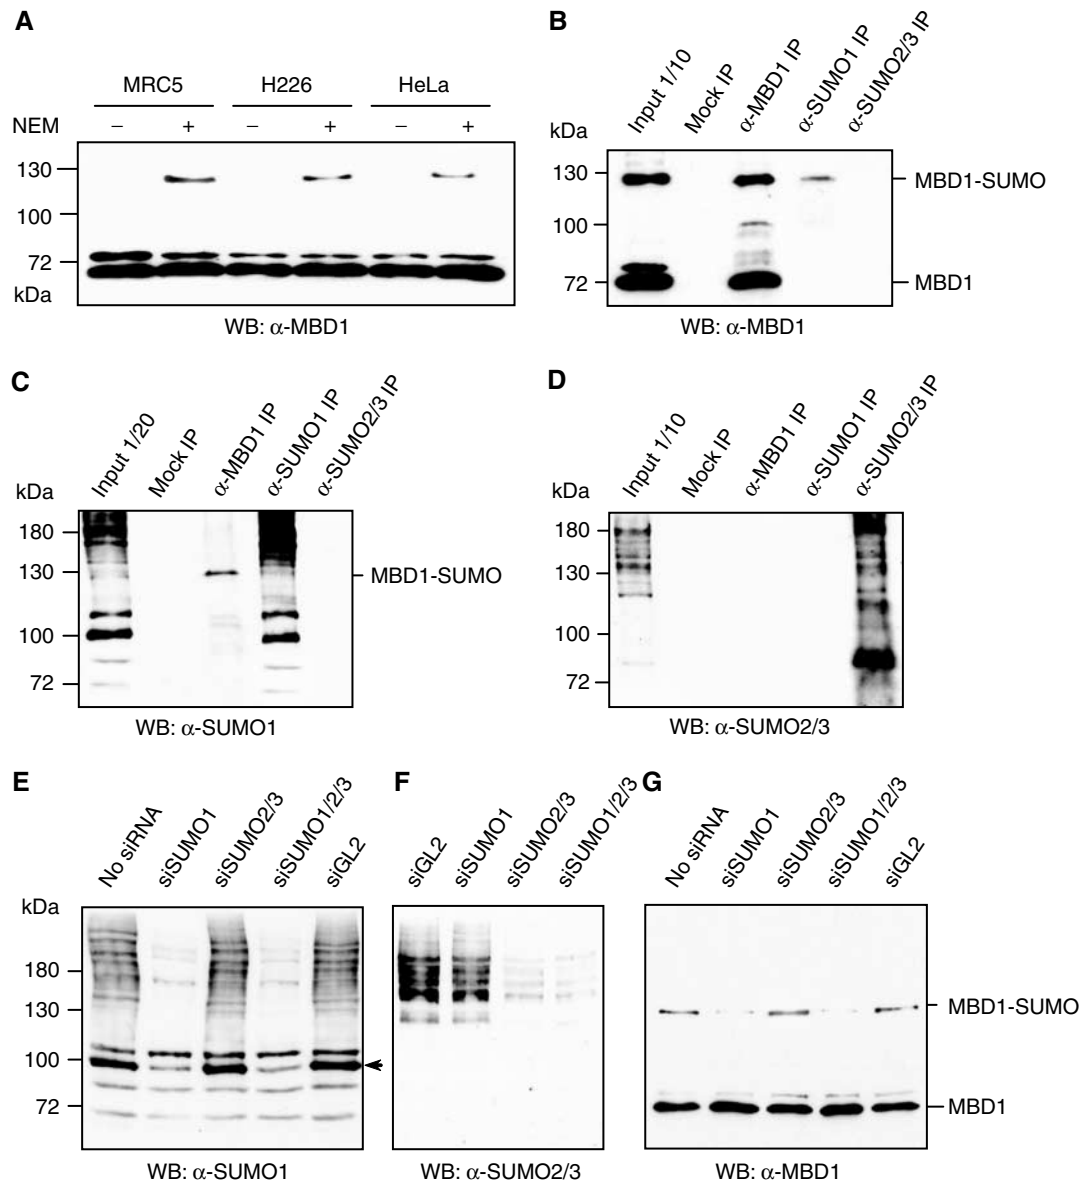 A
MRC5 H226 HeLa
NEM − + − + − +
130
100
72
kDa
WB: α-MBD1
B
Input 1/10
Mock IP
α-MBD1 IP
α-SUMO1 IP
α-SUMO2/3 IP
kDa
130
100
72
MBD1-SUMO
MBD1
WB: α-MBD1
C
Input 1/20
Mock IP
α-MBD1 IP
α-SUMO1 IP
α-SUMO2/3 IP
kDa
180
130
100
72
MBD1-SUMO
WB: α-SUMO1
D
Input 1/10
Mock IP
α-MBD1 IP
α-SUMO1 IP
α-SUMO2/3 IP
kDa
180
130
100
72
WB: α-SUMO2/3
E
No siRNA
siSUMO1
siSUMO2/3
siSUMO1/2/3
siGL2
kDa
180
130
100
72
WB: α-SUMO1
F
siGL2
siSUMO1
siSUMO2/3
siSUMO1/2/3
WB: α-SUMO2/3
G
No siRNA
siSUMO1
siSUMO2/3
siSUMO1/2/3
siGL2
MBD1-SUMO
MBD1
WB: α-MBD1